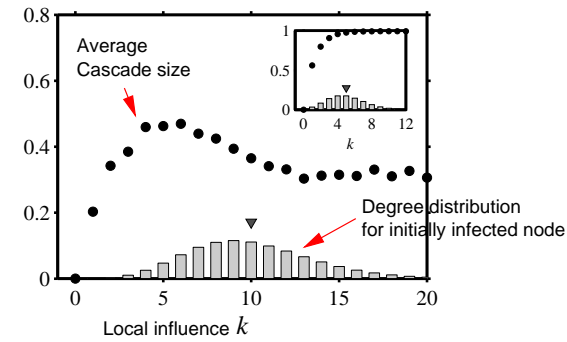 0.8
0.6
0.4
0.2
0
Average
Cascade size
1
0.5
0
0 4 8 12
k
Degree distribution
for initially infected node
0 5 10 15 20
Local influence k